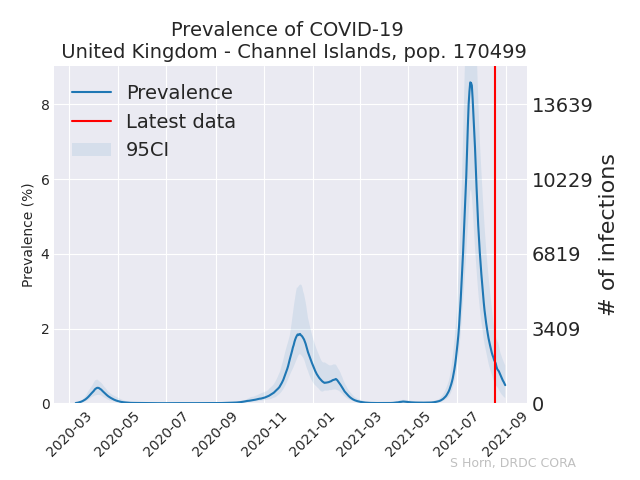 Prevalence of COVID-19
United Kingdom - Channel Islands, pop. 170499
Prevalence
Latest data
95CI
Prevalence (%)
8
6
4
2
0
13639
10229
6819
3409
0
# of infections
2020-03
2020-05
2020-07
2020-09
2020-11
2021-01
2021-03
2021-05
2021-07
2021-09
S Horn, DRDC CORA